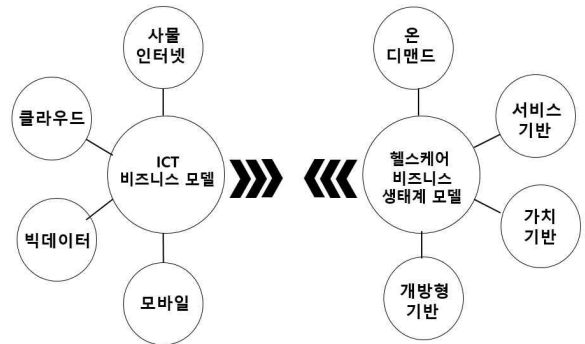 사물
인터넷
클라우드
ICT
비즈니스 모델
빅데이터
모바일
온
디맨드
서비스
기반
헬스케어
비즈니스
생태계 모델
가치
기반
개방형
기반